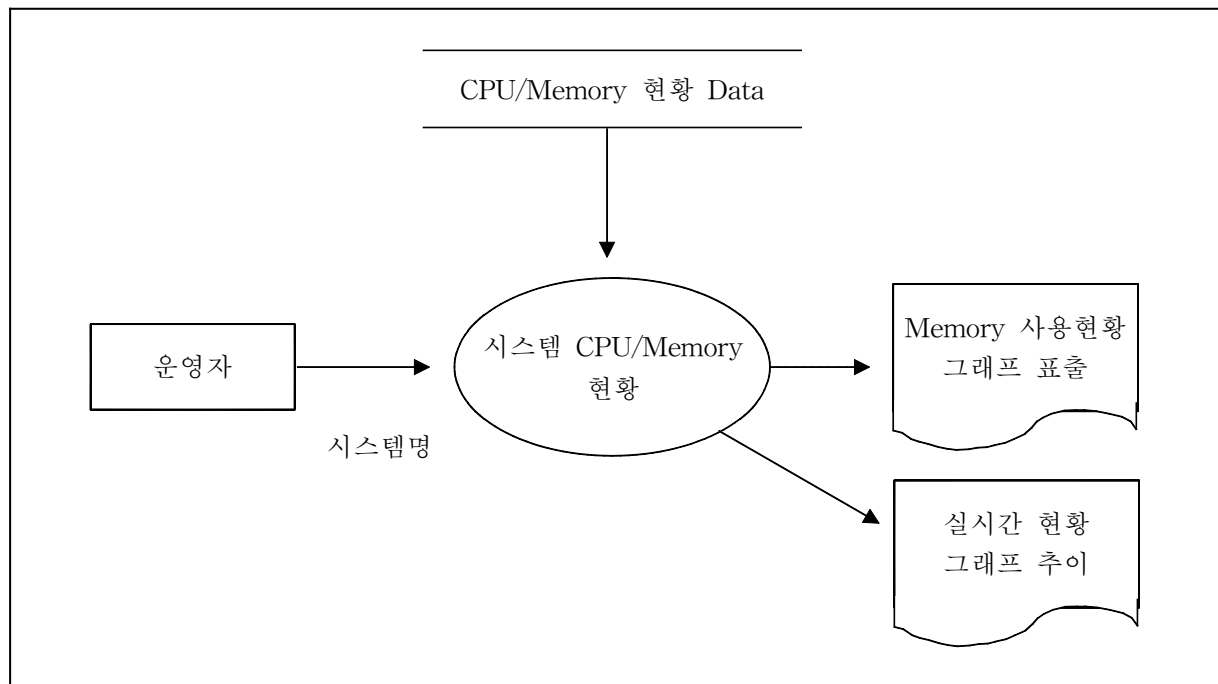 CPU/Memory 현황 Data
운영자
시스템명
시스템 CPU/Memory
현황
Memory 사용현황
그래프 표출
실시간 현황
그래프 추이